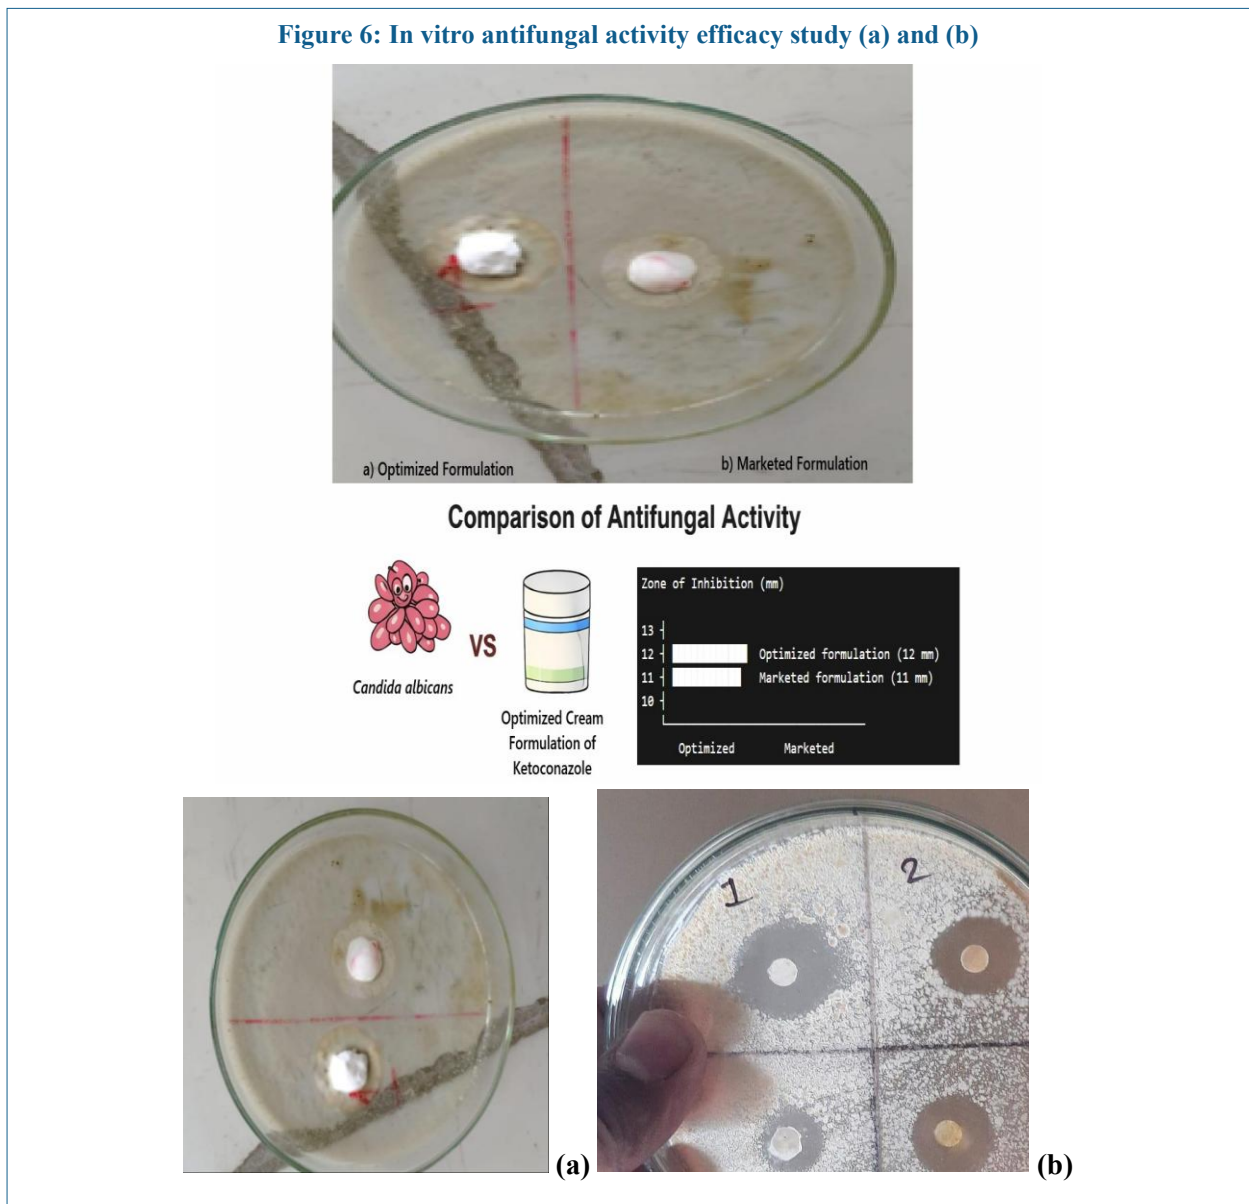 Figure 6: In vitro antifungal activity efficacy study (a) and (b)
a) Optimized Formulation
b) Marketed Formulation
Comparison of Antifungal Activity
Candida albicans
VS
Optimized Cream
Formulation of
Ketoconazole
Zone of Inhibition (mm)
13
12 Optimized formulation (12 mm)
11 Marketed formulation (11 mm)
10
Optimized Marketed
1
2
(a)
(b)